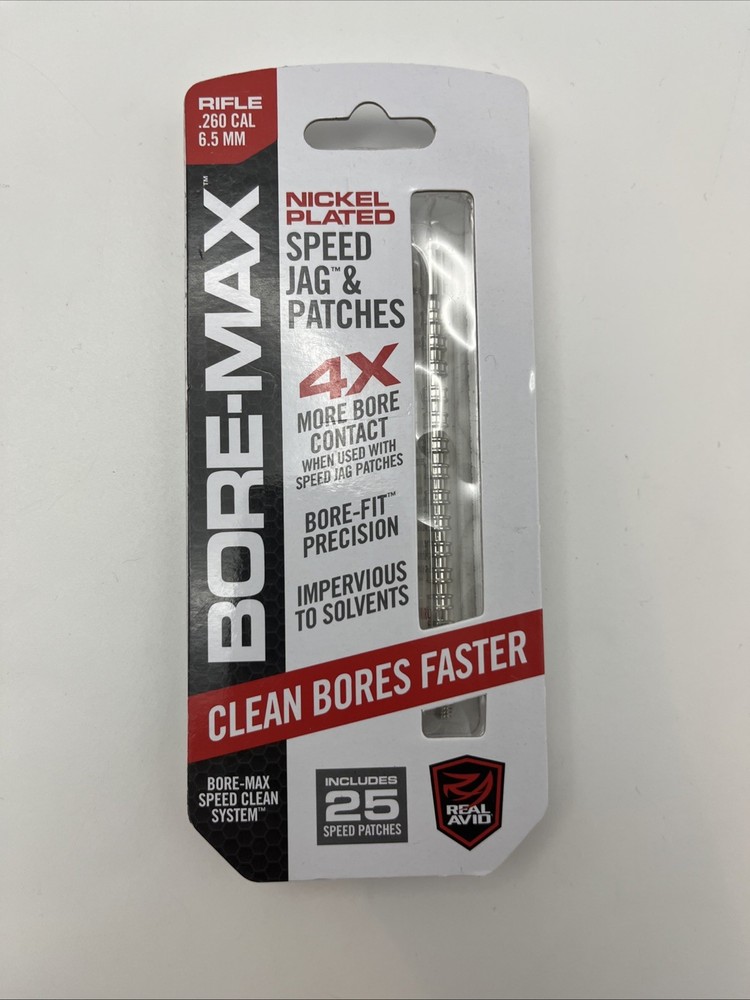 RIFLE
.260 CAL
6.5 MM
BORE-MAX™
NICKEL
PLATED
SPEED
JAG™ &
PATCHES
4X
MORE BORE
CONTACT
WHEN USED WITH
SPEED JAG PATCHES
BORE-FIT™
PRECISION
IMPERVIOUS
TO SOLVENTS
CLEAN BORES FASTER
BORE-MAX
SPEED CLEAN
SYSTEM™
INCLUDES
25
SPEED PATCHES
REAL
AVID